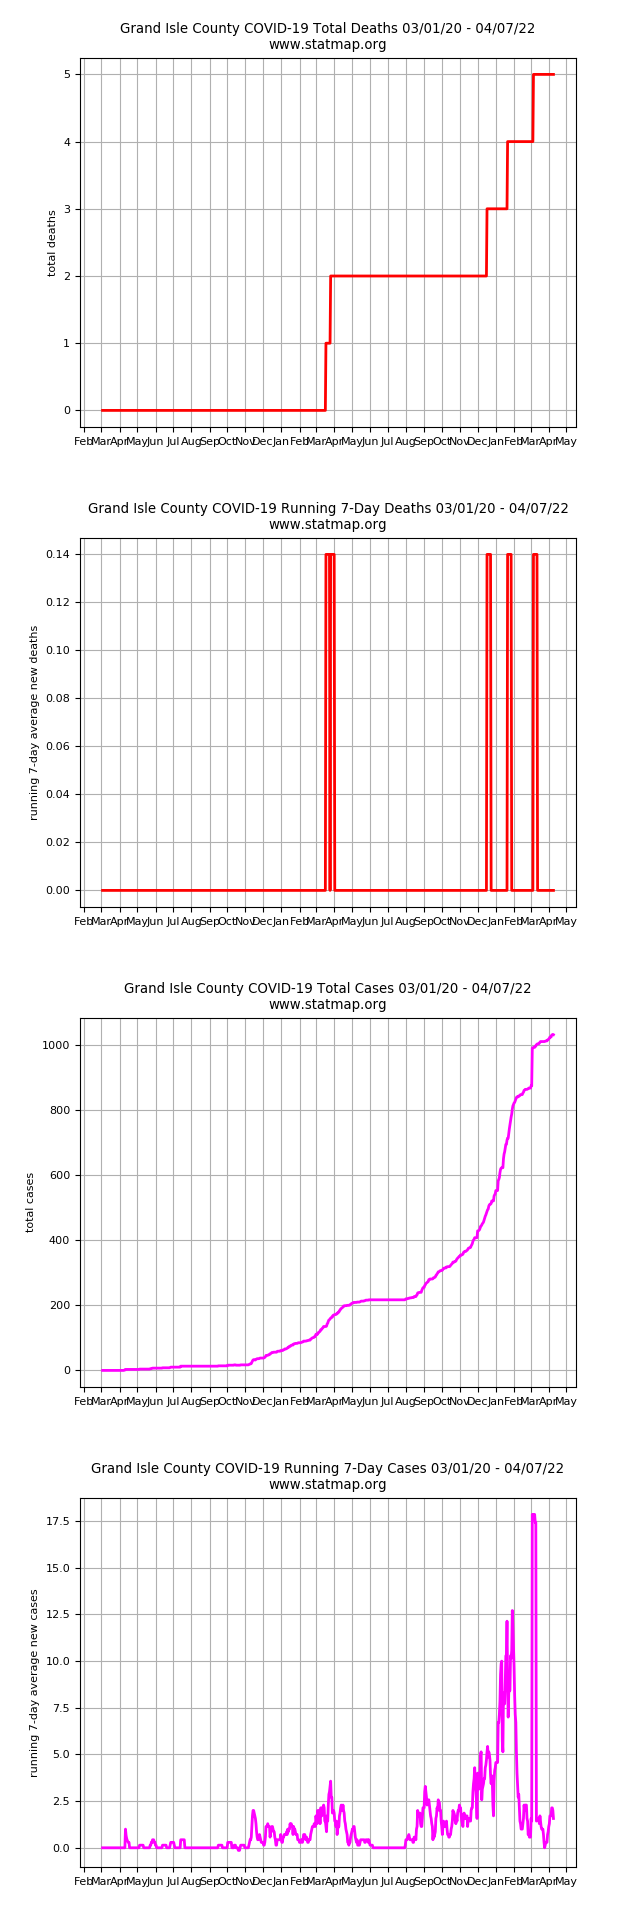 Grand Isle County COVID-19 Total Deaths 03/01/20 - 04/07/22
www.statmap.org
5
4
3
2
1
0
total deaths
Feb Mar Apr May Jun Jul Aug Sep Oct Nov Dec Jan Feb Mar Apr May Jun Jul Aug Sep Oct Nov Dec Jan Feb Mar Apr May
Grand Isle County COVID-19 Running 7-Day Deaths 03/01/20 - 04/07/22
www.statmap.org
0.14
0.12
0.10
0.08
0.06
0.04
0.02
0.00
running 7-day average new deaths
Feb Mar Apr May Jun Jul Aug Sep Oct Nov Dec Jan Feb Mar Apr May Jun Jul Aug Sep Oct Nov Dec Jan Feb Mar Apr May
Grand Isle County COVID-19 Total Cases 03/01/20 - 04/07/22
www.statmap.org
1000
800
600
400
200
0
total cases
Feb Mar Apr May Jun Jul Aug Sep Oct Nov Dec Jan Feb Mar Apr May Jun Jul Aug Sep Oct Nov Dec Jan Feb Mar Apr May
Grand Isle County COVID-19 Running 7-Day Cases 03/01/20 - 04/07/22
www.statmap.org
17.5
15.0
12.5
10.0
7.5
5.0
2.5
0.0
running 7-day average new cases
Feb Mar Apr May Jun Jul Aug Sep Oct Nov Dec Jan Feb Mar Apr May Jun Jul Aug Sep Oct Nov Dec Jan Feb Mar Apr May